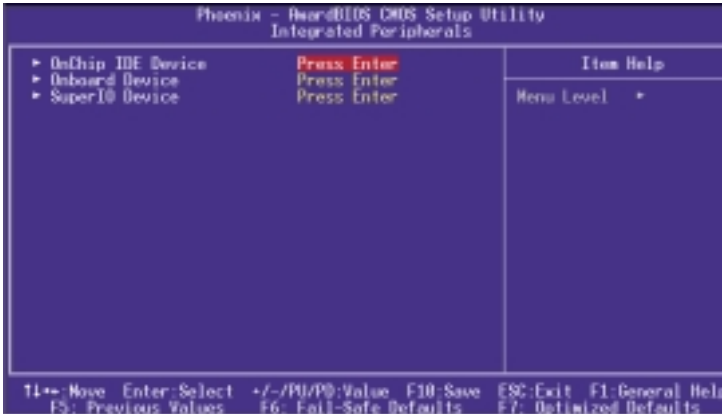 Phoenix - AwardBIOS CMOS Setup Utility
Integrated Peripherals
► OnChip IDE Device Press Enter
► Onboard Device Press Enter
► SuperIO Device Press Enter
Item Help
Menu Level ►
↑↓→←:Move Enter:Select +/-/PU/PD:Value F10:Save ESC:Exit F1:General Help
F5: Previous Values F6: Fail-Safe Defaults F7: Optimized Defaults